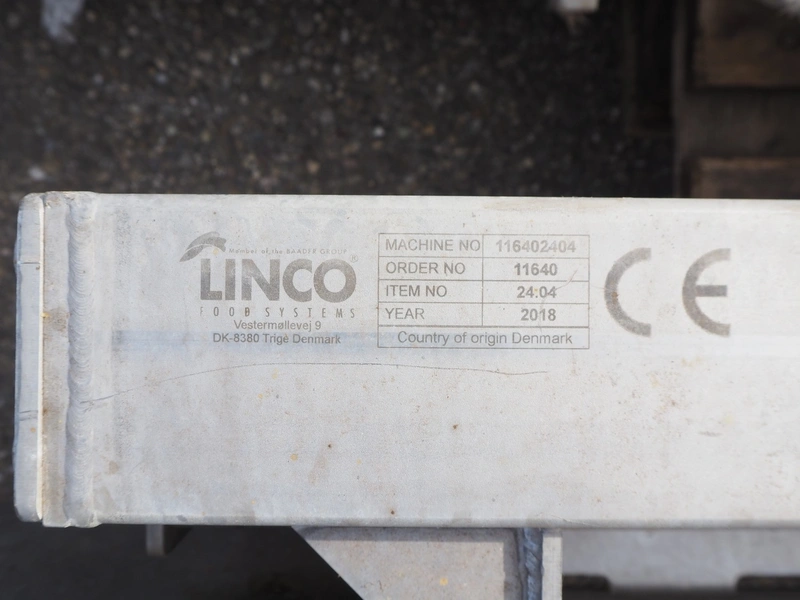 Member of the BAADER GROUP
LINCO®
FOOD SYSTEMS
Vestermøllevej 9
DK-8380 Trige Denmark
MACHINE NO 116402404
ORDER NO 11640
ITEM NO 24.04
YEAR 2018
Country of origin Denmark
CE